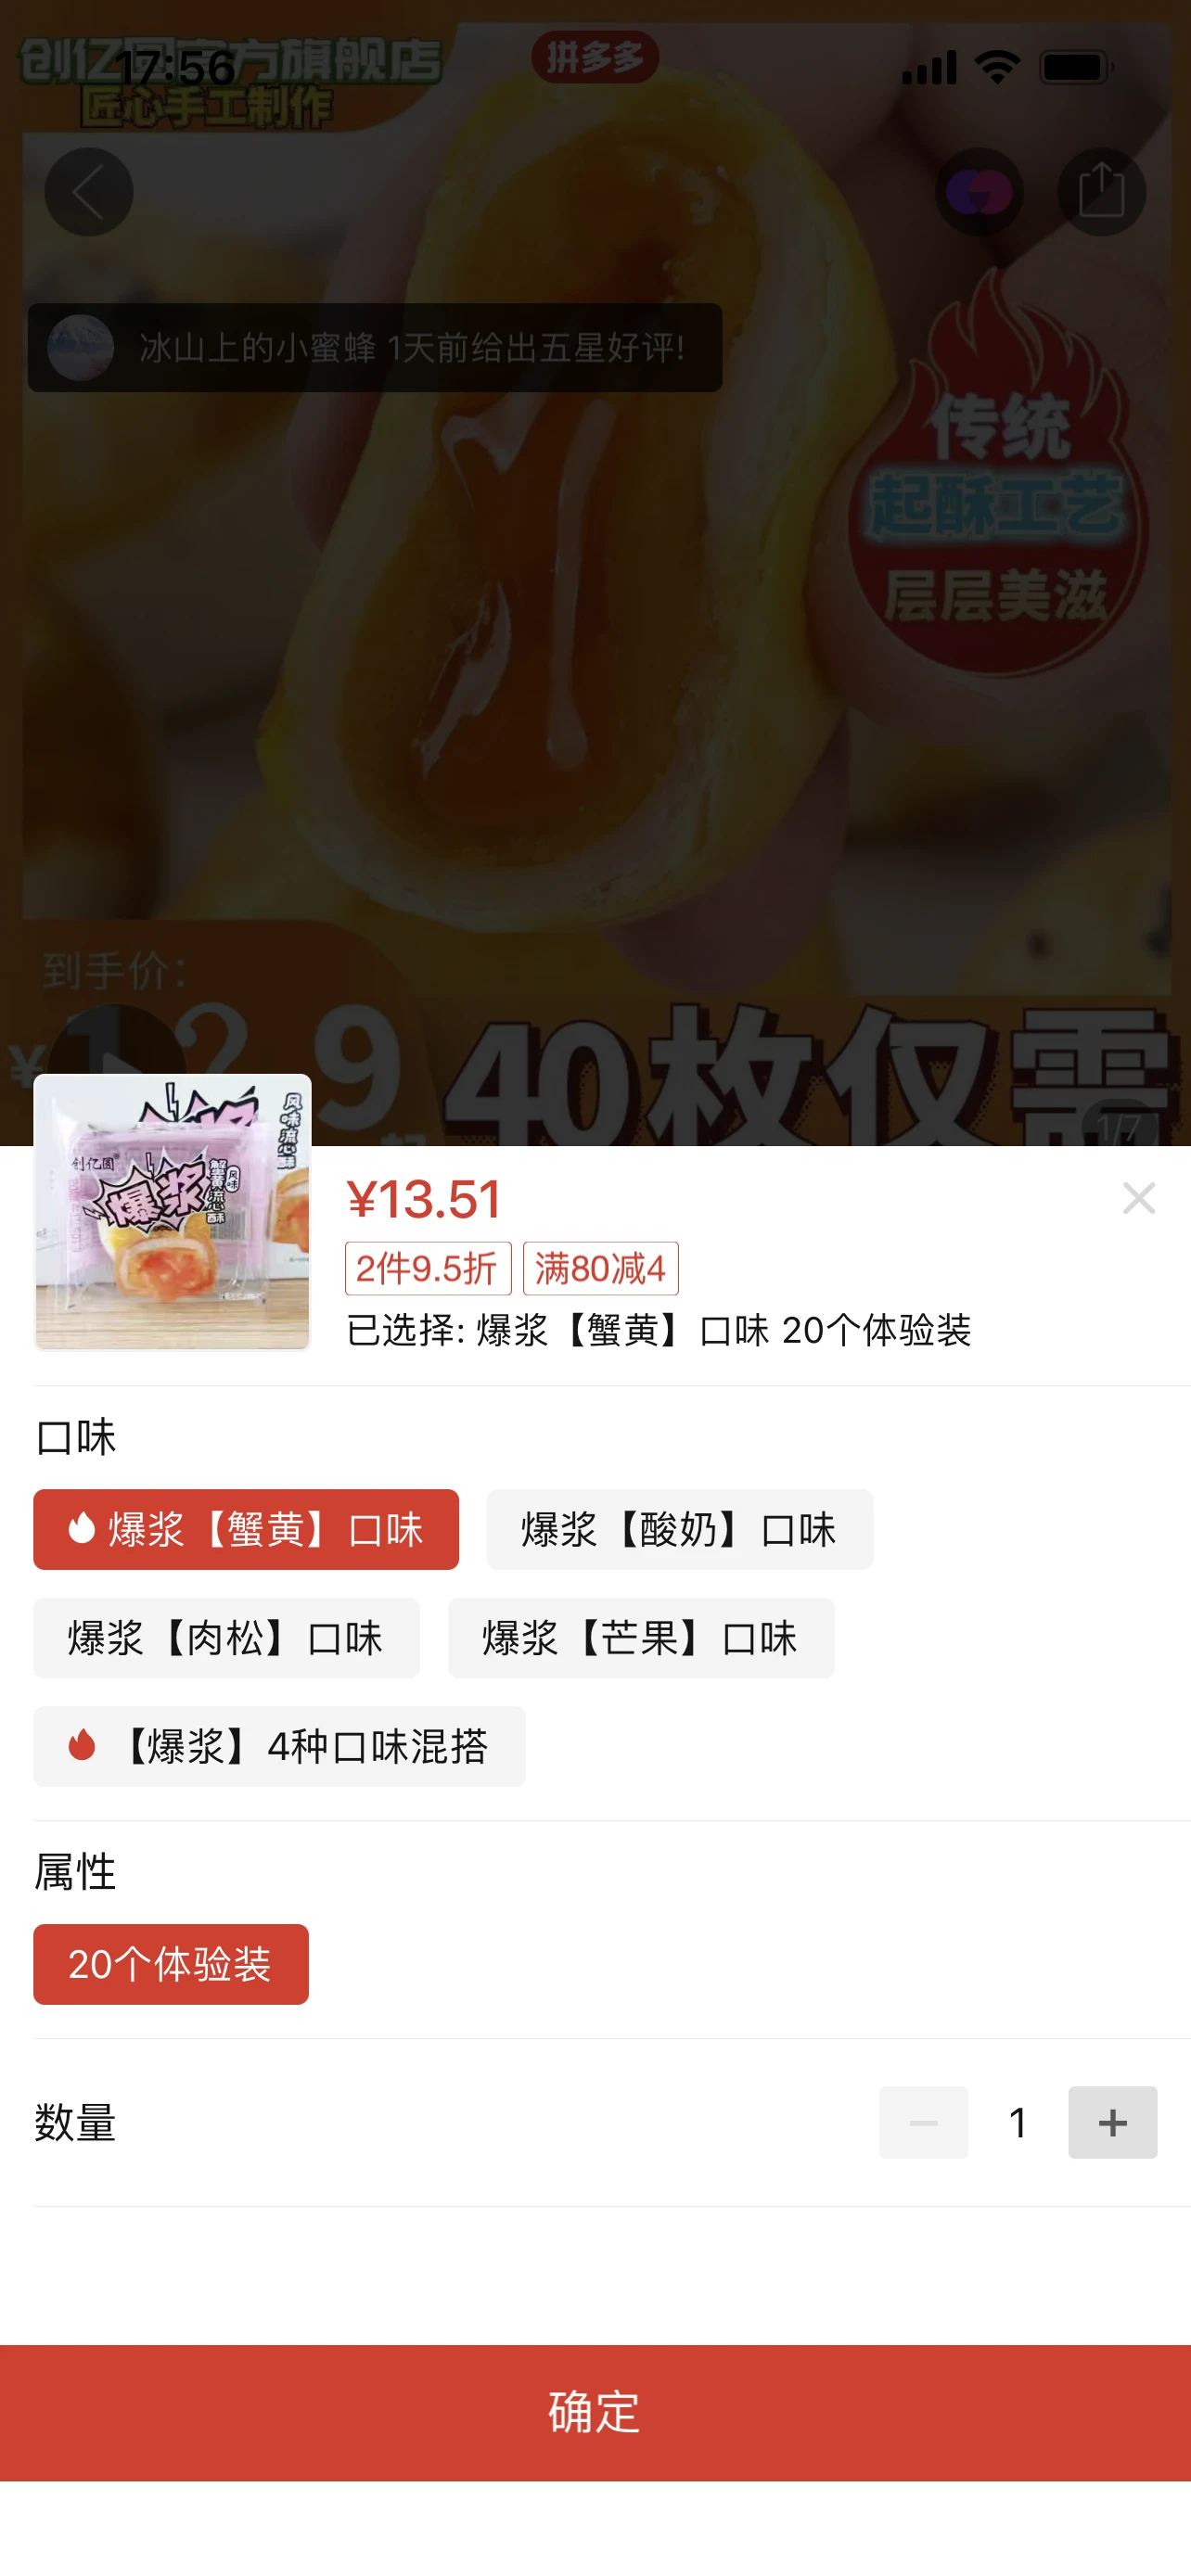 创亿圆官方旗舰店
17:56
拼多多
匠心手工制作
冰山上的小蜜蜂 1天前给出五星好评!
传统
起酥工艺
层层美滋
到手价:
¥12.9起
40枚仅需
1/7
爆浆
风味流心酥
创亿圆
爆浆
蟹黄流心酥
风味
¥13.51
2件9.5折
满80减4
已选择: 爆浆【蟹黄】口味 20个体验装
口味
爆浆【蟹黄】口味
爆浆【酸奶】口味
爆浆【肉松】口味
爆浆【芒果】口味
【爆浆】4种口味混搭
属性
20个体验装
数量
1
确定